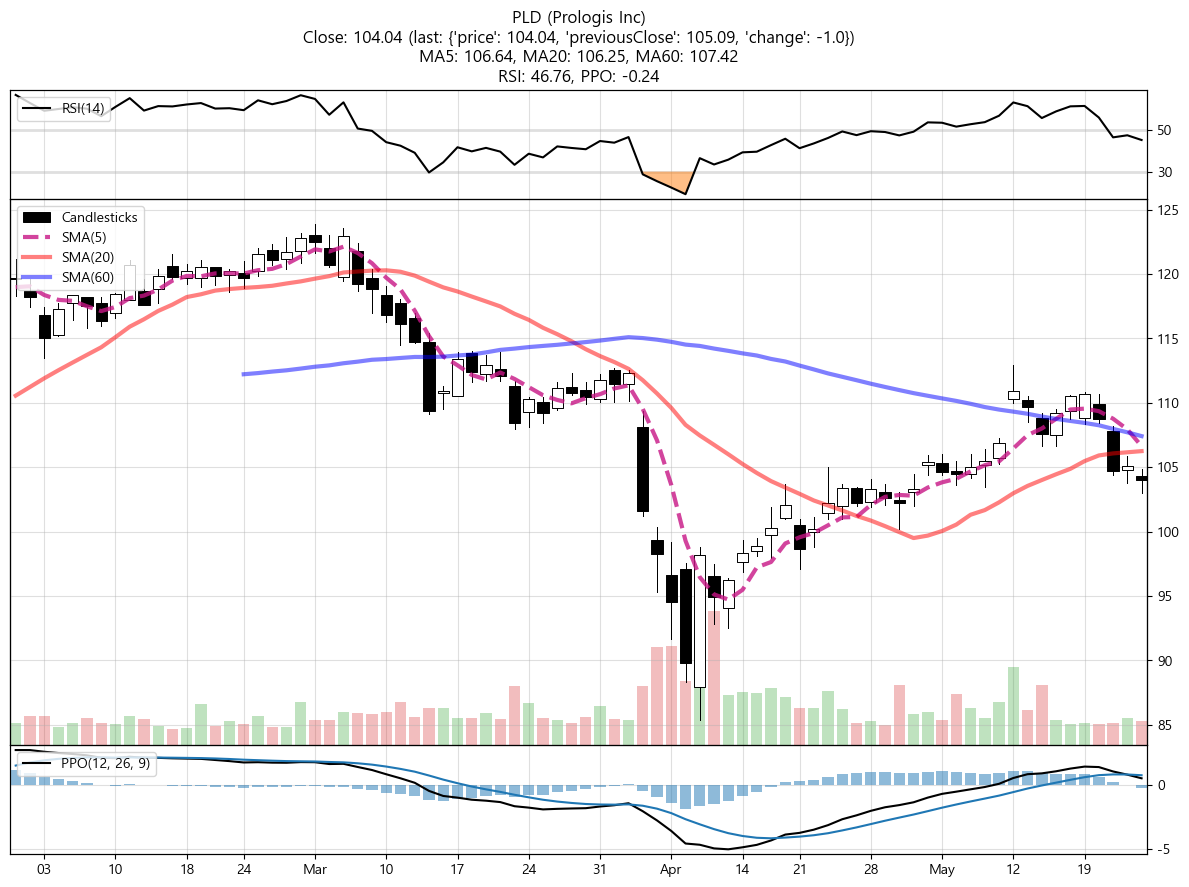 PLD (Prologis Inc)
Close: 104.04 (last: {'price': 104.04, 'previousClose': 105.09, 'change': -1.0})
MA5: 106.64, MA20: 106.25, MA60: 107.42
RSI: 46.76, PPO: -0.24
RSI(14)
50
30
Candlesticks
SMA(5)
SMA(20)
SMA(60)
125
120
115
110
105
100
95
90
85
PPO(12, 26, 9)
0
-5
03 10 18 24 Mar 10 17 24 31 Apr 14 21 28 May 12 19